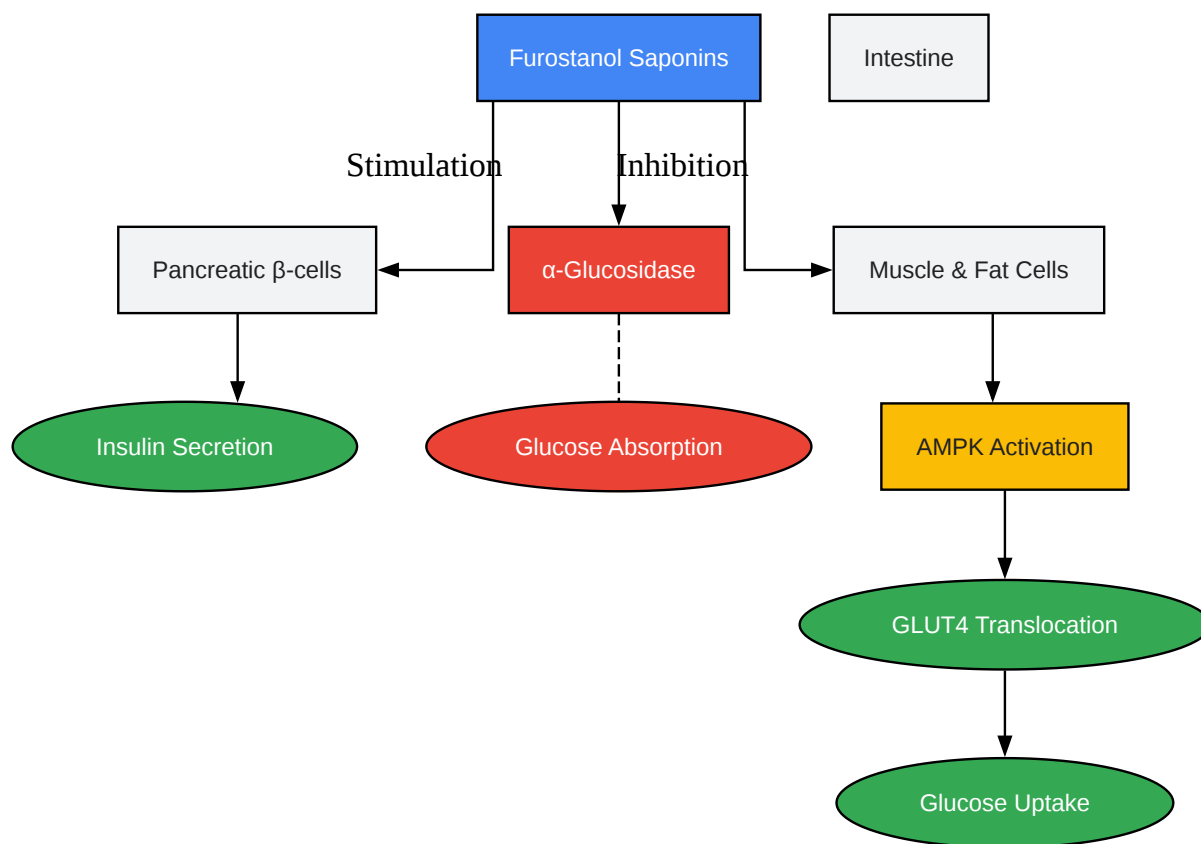 Furostanol Saponins
Intestine
Stimulation
Inhibition
Pancreatic β-cells
α-Glucosidase
Muscle & Fat Cells
Insulin Secretion
Glucose Absorption
AMPK Activation
GLUT4 Translocation
Glucose Uptake